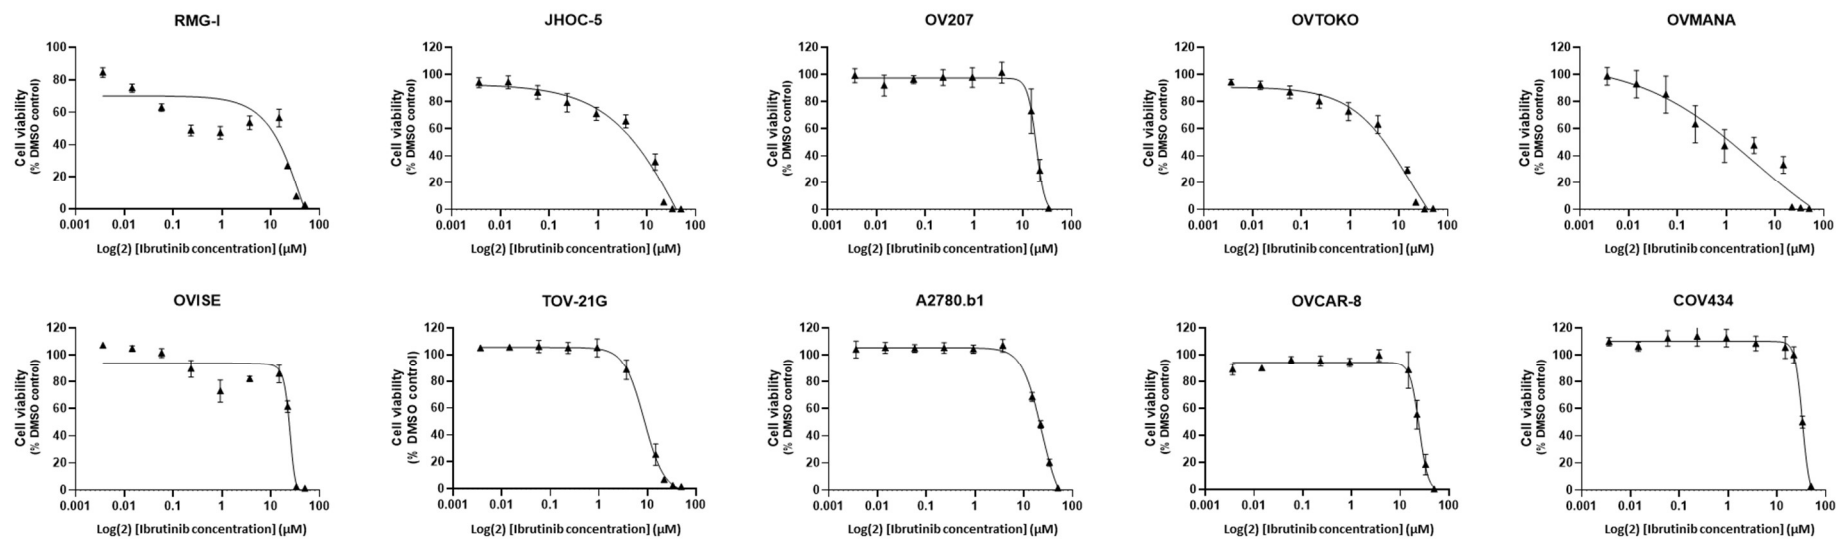 RMG-I
Cell viability
(% DMSO control)
100
80
60
40
20
0
0.001 0.01 0.1 1 10 100
Log(2) [Ibrutinib concentration] (µM)
JHOC-5
Cell viability
(% DMSO control)
120
100
80
60
40
20
0
0.001 0.01 0.1 1 10 100
Log(2) [Ibrutinib concentration] (µM)
OV207
Cell viability
(% DMSO control)
120
100
80
60
40
20
0
0.001 0.01 0.1 1 10 100
Log(2) [Ibrutinib concentration] (µM)
OVTOKO
Cell viability
(% DMSO control)
120
100
80
60
40
20
0
0.001 0.01 0.1 1 10 100
Log(2) [Ibrutinib concentration] (µM)
OVMANA
Cell viability
(% DMSO control)
120
100
80
60
40
20
0
0.001 0.01 0.1 1 10 100
Log(2) [Ibrutinib concentration] (µM)
OVISE
Cell viability
(% DMSO control)
120
100
80
60
40
20
0
0.001 0.01 0.1 1 10 100
Log(2) [Ibrutinib concentration] (µM)
TOV-21G
Cell viability
(% DMSO control)
120
100
80
60
40
20
0
0.001 0.01 0.1 1 10 100
Log(2) [Ibrutinib concentration] (µM)
A2780.b1
Cell viability
(% DMSO control)
120
100
80
60
40
20
0
0.001 0.01 0.1 1 10 100
Log(2) [Ibrutinib concentration] (µM)
OVCAR-8
Cell viability
(% DMSO control)
120
100
80
60
40
20
0
0.001 0.01 0.1 1 10 100
Log(2) [Ibrutinib concentration] (µM)
COV434
Cell viability
(% DMSO control)
120
100
80
60
40
20
0
0.001 0.01 0.1 1 10 100
Log(2) [Ibrutinib concentration] (µM)